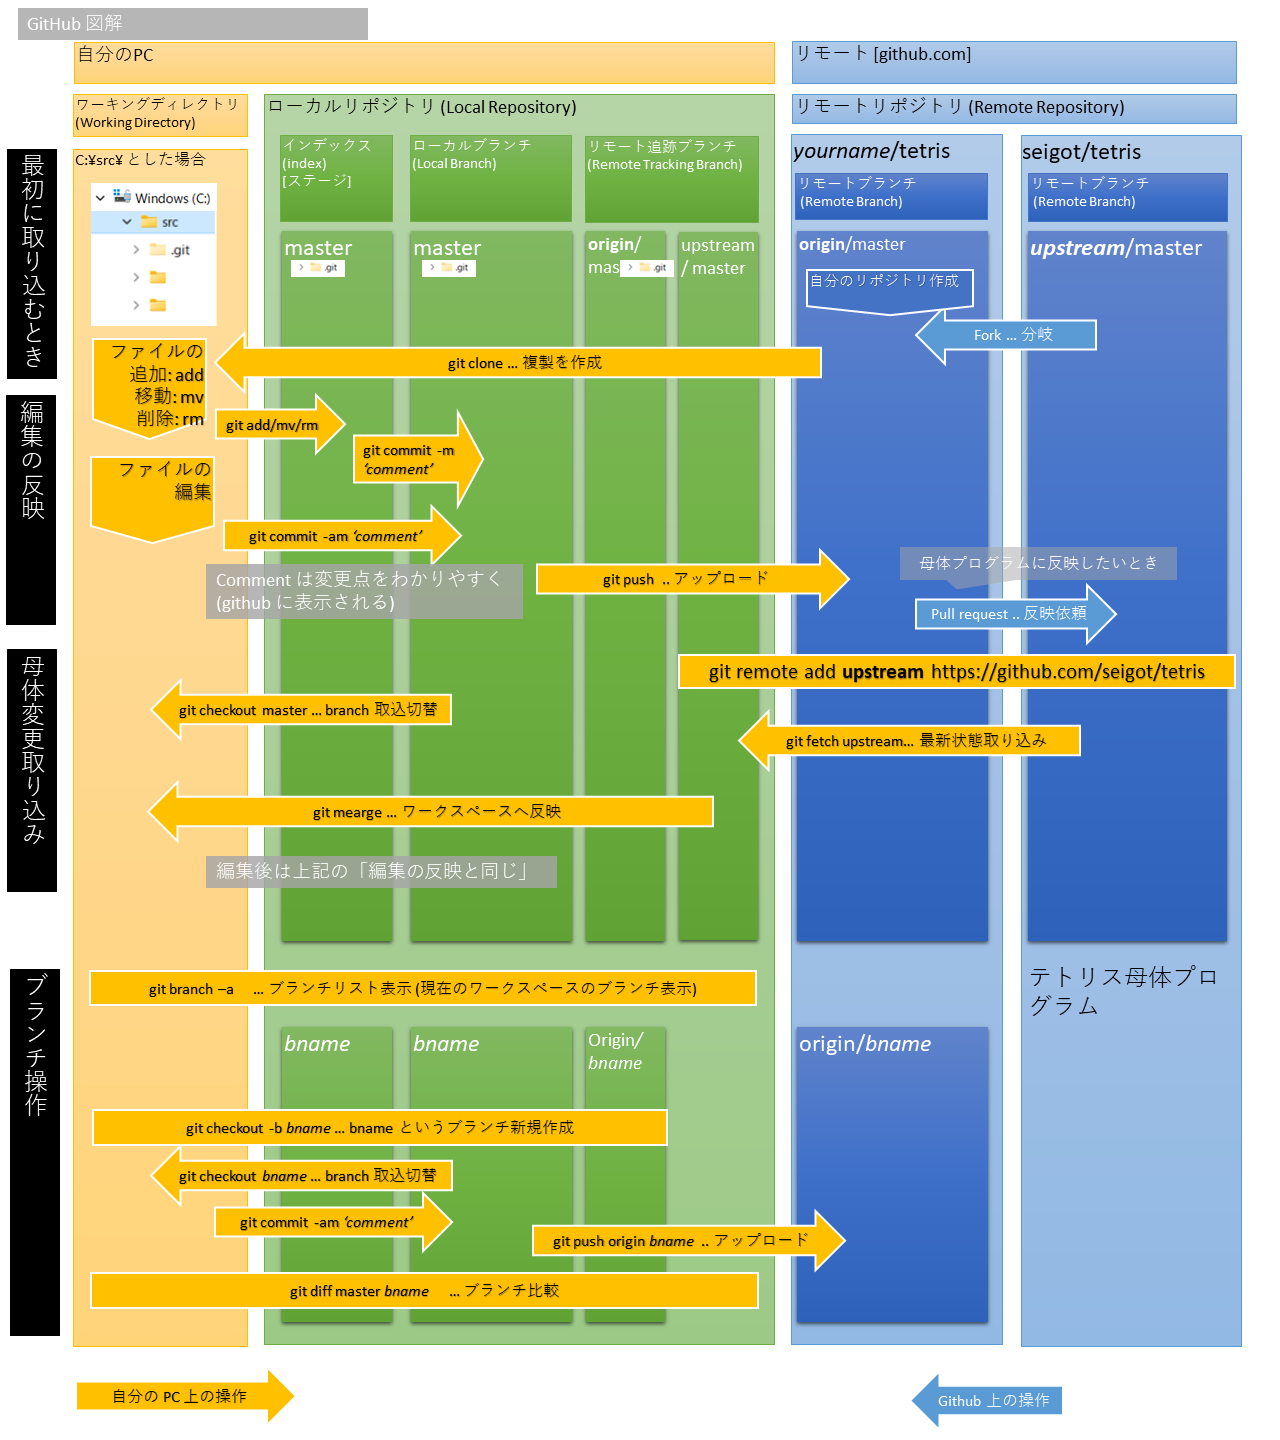 GitHub 図解
自分のPC
リモート [github.com]
ワーキングディレクトリ
(Working Directory)
ローカルリポジトリ (Local Repository)
リモートリポジトリ (Remote Repository)
インデックス
(index)
[ステージ]
ローカルブランチ
(Local Branch)
リモート追跡ブランチ
(Remote Tracking Branch)
yourname/tetris
seigot/tetris
リモートブランチ
(Remote Branch)
リモートブランチ
(Remote Branch)
最初に取り込むとき
C:¥src¥ とした場合
Windows (C:)
src
.git
master
.git
master
.git
origin/
mas
.git
upstream
/ master
origin/master
upstream/master
自分のリポジトリ作成
Fork ... 分岐
git clone ... 複製を作成
編集の反映
ファイルの
追加: add
移動: mv
削除: rm
git add/mv/rm
git commit -m
‘comment’
ファイルの
編集
git commit -am ‘comment’
Comment は変更点をわかりやすく
(github に表示される)
git push .. アップロード
母体プログラムに反映したいとき
Pull request .. 反映依頼
母体変更取り込み
git remote add upstream https://github.com/seigot/tetris
git checkout master ... branch 取込切替
git fetch upstream... 最新状態取り込み
git mearge ... ワークスペースへ反映
編集後は上記の「編集の反映と同じ」
ブランチ操作
git branch –a ... ブランチリスト表示 (現在のワークスペースのブランチ表示)
テトリス母体プロ
グラム
bname
bname
Origin/
bname
origin/bname
git checkout -b bname ... bname というブランチ新規作成
git checkout bname ... branch 取込切替
git commit -am ‘comment’
git push origin bname .. アップロード
git diff master bname ... ブランチ比較
自分の PC 上の操作
Github 上の操作